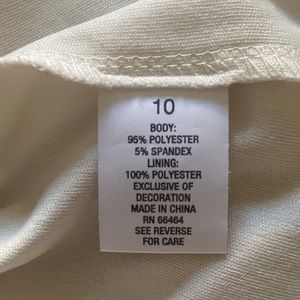 10
BODY:
95% POLYESTER
5% SPANDEX
LINING:
100% POLYESTER
EXCLUSIVE OF
DECORATION
MADE IN CHINA
RN 66464
SEE REVERSE
FOR CARE